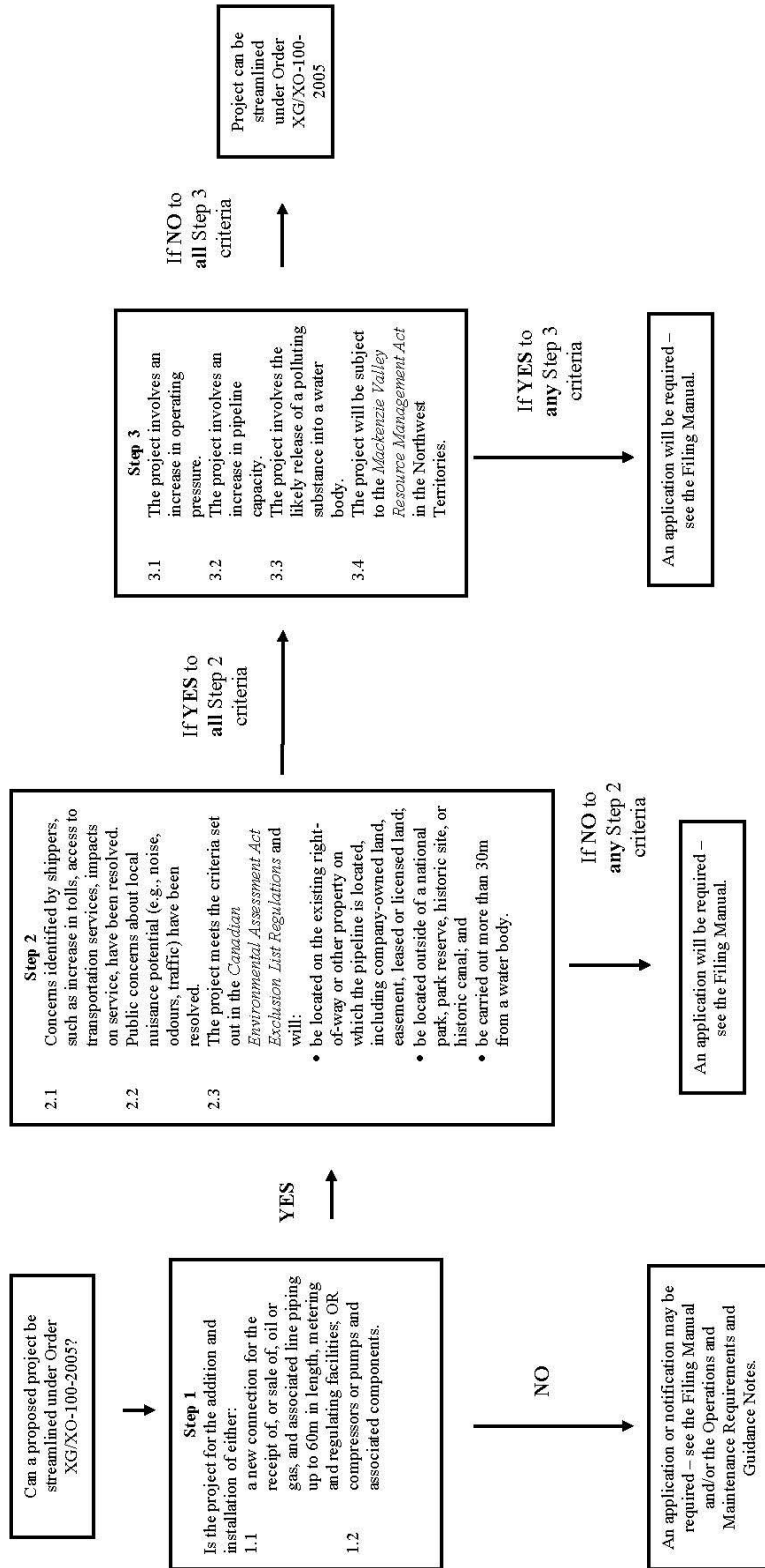 Can a proposed project be
streamlined under Order
XG/XO-100-2005?
Step 1
Is the project for the addition and
installation of either:
1.1 a new connection for the
receipt of, or sale of, oil or
gas, and associated line piping
up to 60m in length, metering
and regulating facilities; OR
1.2 compressors or pumps and
associated components.
NO
An application or notification may be
required – see the Filing Manual
and/or the Operations and
Maintenance Requirements and
Guidance Notes.
YES
Step 2
2.1 Concerns identified by shippers,
such as increase in tolls, access to
transportation services, impacts
on service, have been resolved.
2.2 Public concerns about local
nuisance potential (e.g., noise,
odours, traffic) have been
resolved.
2.3 The project meets the criteria set
out in the Canadian
Environmental Assessment Act
Exclusion List Regulations and
will:
• be located on the existing right-
of-way or other property on
which the pipeline is located,
including company-owned land,
easement, leased or licensed land;
• be located outside of a national
park, park reserve, historic site, or
historic canal; and
• be carried out more than 30m
from a water body.
If NO to
any Step 2
criteria
An application will be required –
see the Filing Manual.
If YES to
all Step 2
criteria
Step 3
3.1 The project involves an
increase in operating
pressure.
3.2 The project involves an
increase in pipeline
capacity.
3.3 The project involves the
likely release of a polluting
substance into a water
body.
3.4 The project will be subject
to the Mackenzie Valley
Resource Management Act
in the Northwest
Territories.
If YES to
any Step 3
criteria
An application will be required –
see the Filing Manual.
If NO to
all Step 3
criteria
Project can be
streamlined
under Order
XG/XO-100-
2005